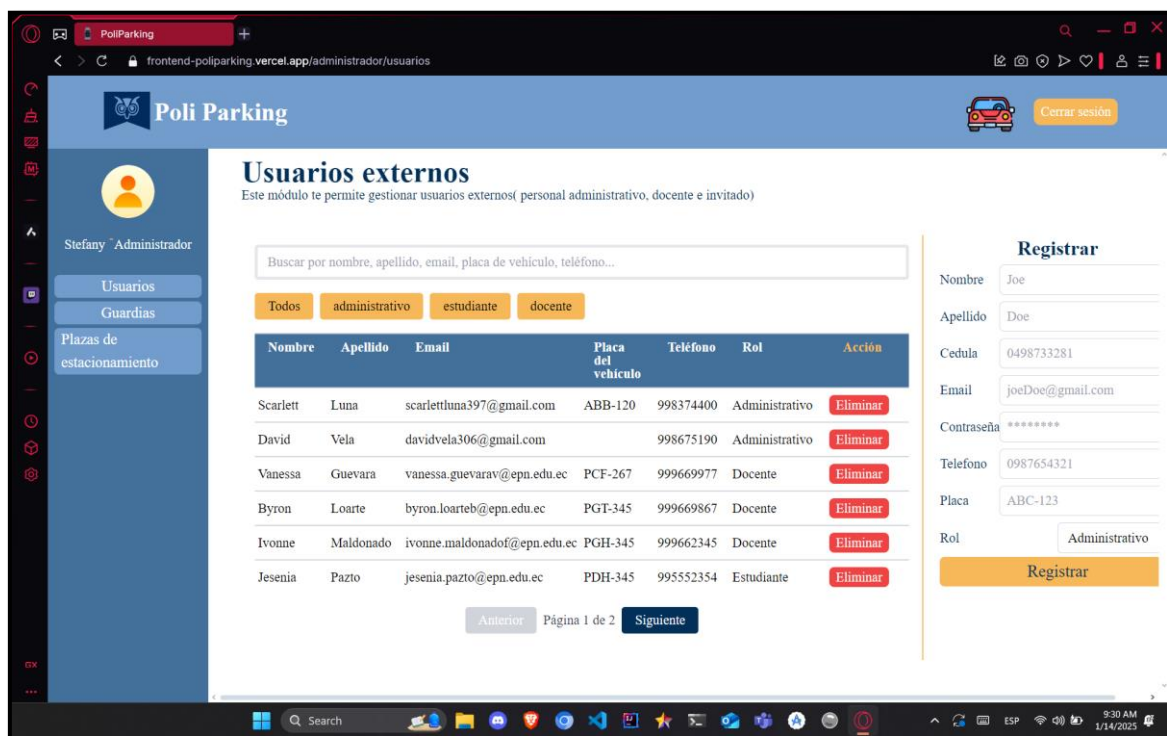 PoliParking
frontend-poliparking.vercel.app/administrador/usuarios
Poli Parking
Cerrar sesión
Stefany - Administrador
Usuarios
Guardias
Plazas de
estacionamiento
Usuarios externos
Este módulo te permite gestionar usuarios externos( personal administrativo, docente e invitado)
Buscar por nombre, apellido, email, placa de vehículo, teléfono...
Todos administrativo estudiante docente
Nombre Apellido Email Placa del vehículo Teléfono Rol Acción
Scarlett Luna scarlettluna397@gmail.com ABB-120 998374400 Administrativo Eliminar
David Vela davidvela306@gmail.com 998675190 Administrativo Eliminar
Vanessa Guevara vanessa.guevarav@epn.edu.ec PCF-267 999669977 Docente Eliminar
Byron Loarte byron.loarteb@epn.edu.ec PGT-345 999669867 Docente Eliminar
Ivonne Maldonado ivonne.maldonadof@epn.edu.ec PGH-345 999662345 Docente Eliminar
Jesenia Pazto jesenia.pazto@epn.edu.ec PDH-345 995552354 Estudiante Eliminar
Anterior Página 1 de 2 Siguiente
Registrar
Nombre Joe
Apellido Doe
Cedula 0498733281
Email joeDoe@gmail.com
Contraseña ********
Telefono 0987654321
Placa ABC-123
Rol Administrativo
Registrar
GX
Search
ESP
9:30 AM
1/14/2025